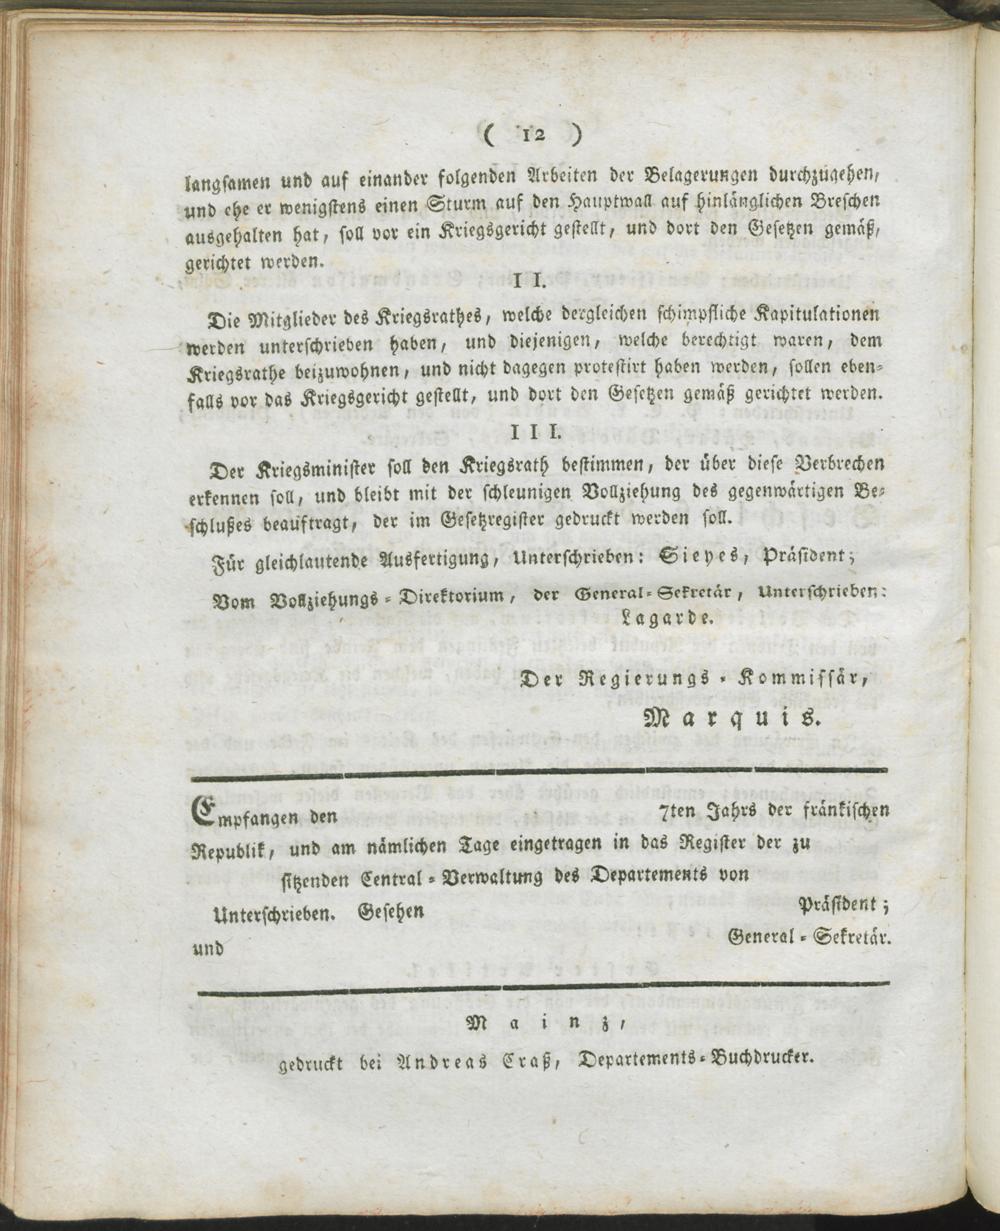 ( 12 )
langsamen und auf einander folgenden Arbeiten der Belagerungen durchzugehen,
und ehe er wenigstens einen Sturm auf den Hauptwall auf hinlänglichen Breschen
ausgehalten hat, soll vor ein Kriegsgericht gestellt, und dort den Gesetzen gemäß,
gerichtet werden.
II.
Die Mitglieder des Kriegsrathes, welche dergleichen schimpfliche Kapitulationen
werden unterschrieben haben, und diejenigen, welche berechtigt waren, dem
Kriegsrathe beizuwohnen, und nicht dagegen protestirt haben werden, sollen eben-
falls vor das Kriegsgericht gestellt, und dort den Gesetzen gemäß gerichtet werden.
III.
Der Kriegsminister soll den Kriegsrath bestimmen, der über diese Verbrechen
erkennen soll, und bleibt mit der schleunigen Vollziehung des gegenwärtigen Be-
schlußes beauftragt, der im Gesetzregister gedruckt werden soll.
Für gleichlautende Ausfertigung, Unterschrieben: Sieyes, Präsident;
Vom Vollziehungs-Direktorium, der General-Sekretär, Unterschrieben:
Lagarde.
Der Regierungs-Kommissär,
Marquis.
Empfangen den 7ten Jahrs der fränkischen
Republik, und am nämlichen Tage eingetragen in das Register der zu
sitzenden Central-Verwaltung des Departements von
Unterschrieben. Gesehen Präsident;
und General-Sekretär.
Mainz,
gedruckt bei Andreas Craß, Departements-Buchdrucker.